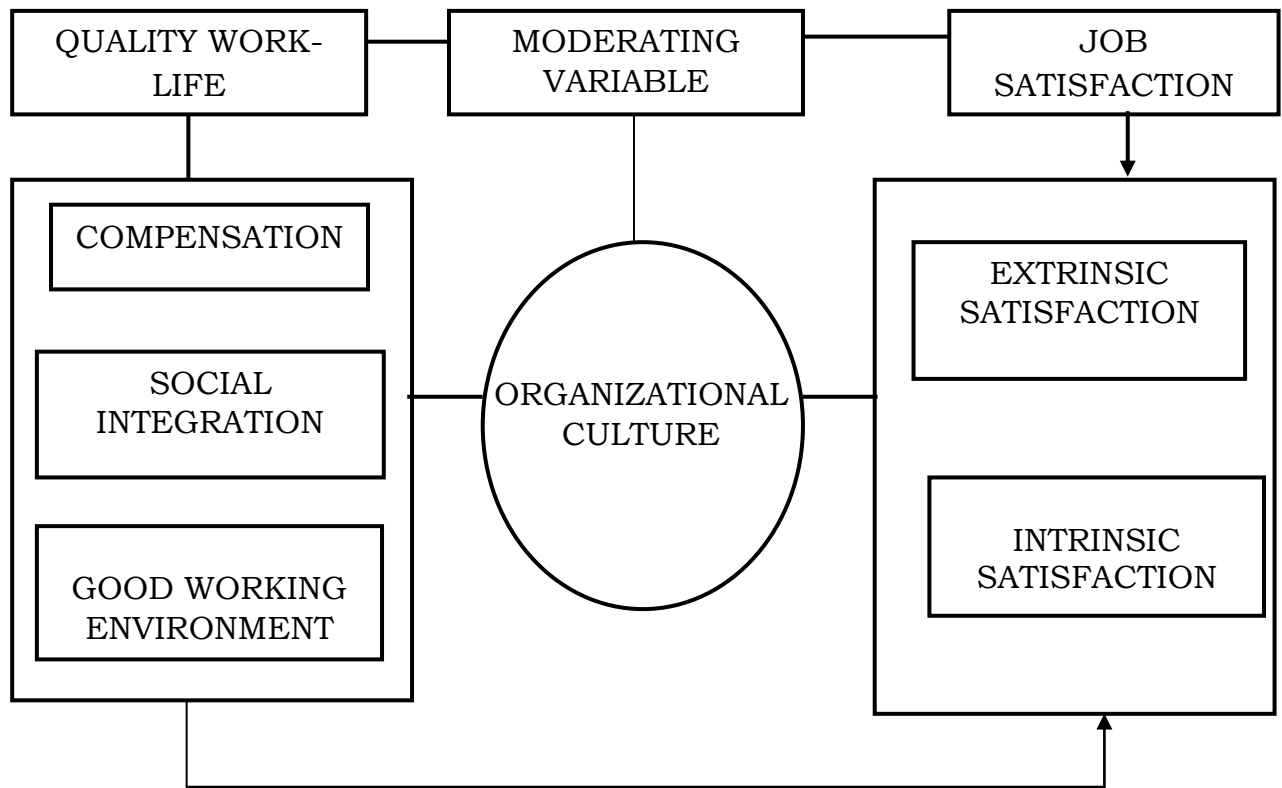 QUALITY WORK-
LIFE
MODERATING
VARIABLE
JOB
SATISFACTION
COMPENSATION
SOCIAL
INTEGRATION
GOOD WORKING
ENVIRONMENT
ORGANIZATIONAL
CULTURE
EXTRINSIC
SATISFACTION
INTRINSIC
SATISFACTION